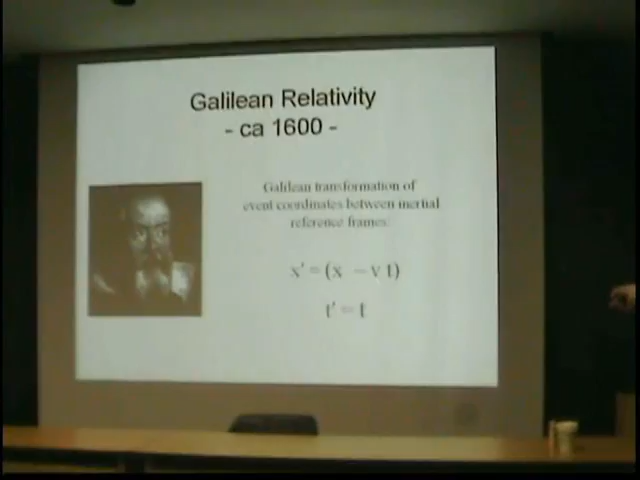 Galilean Relativity
- ca 1600 -
Galilean transformation of
event coordinates between inertial
reference frames:
x' = (x – v t)
t' = t